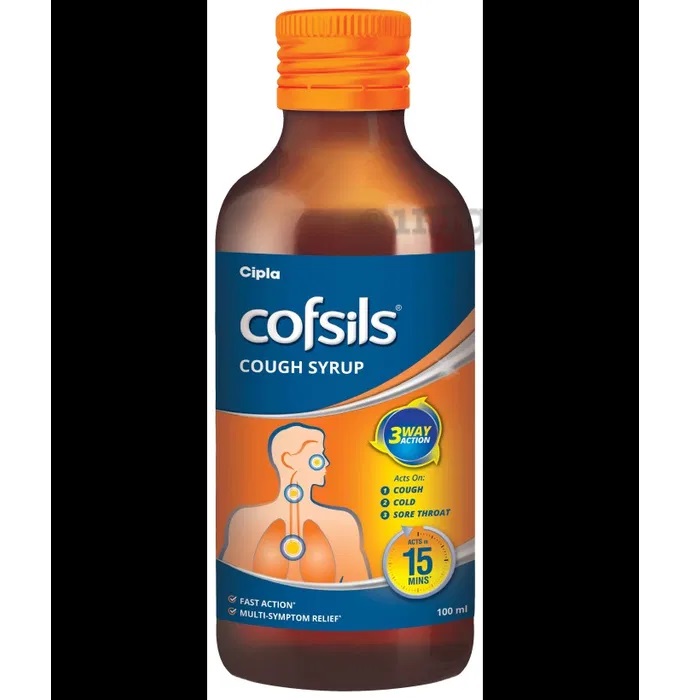 Cipla
cofsils®
COUGH SYRUP
3 WAY
ACTION
Acts On:
1 COUGH
2 COLD
3 SORE THROAT
ACTS IN
15
MINS*
FAST ACTION*
MULTI-SYMPTOM RELIEF*
100 ml